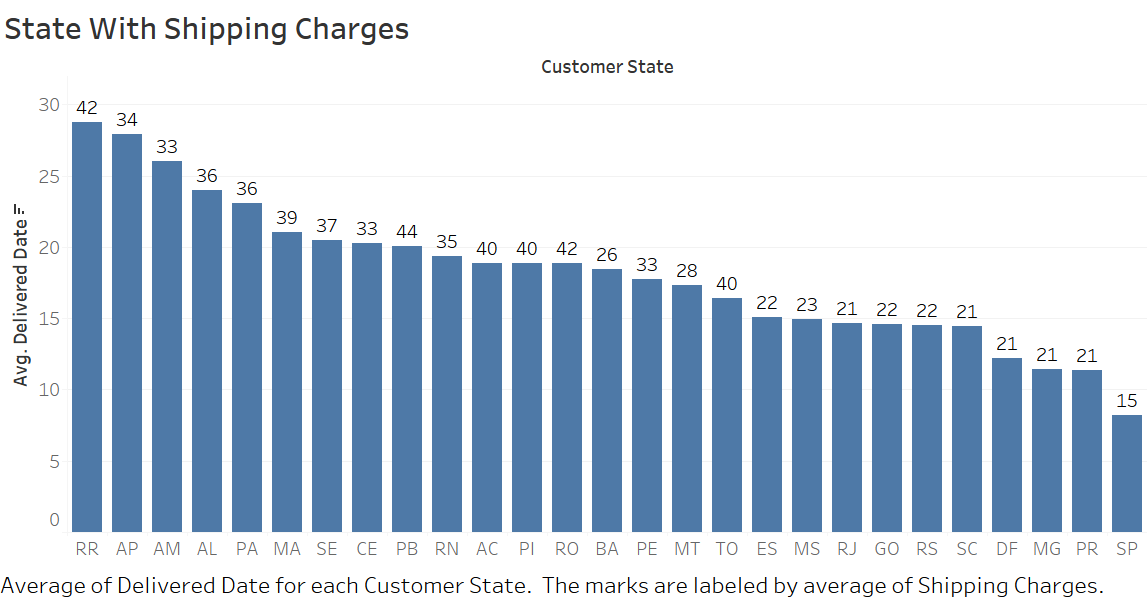 State With Shipping Charges
Customer State
Avg. Delivered Date
30
25
20
15
10
5
0
42 34 33 36 36 39 37 33 44 35 40 40 42 26 33 28 40 22 23 21 22 22 21 21 21 21 15
RR AP AM AL PA MA SE CE PB RN AC PI RO BA PE MT TO ES MS RJ GO RS SC DF MG PR SP
Average of Delivered Date for each Customer State.  The marks are labeled by average of Shipping Charges.